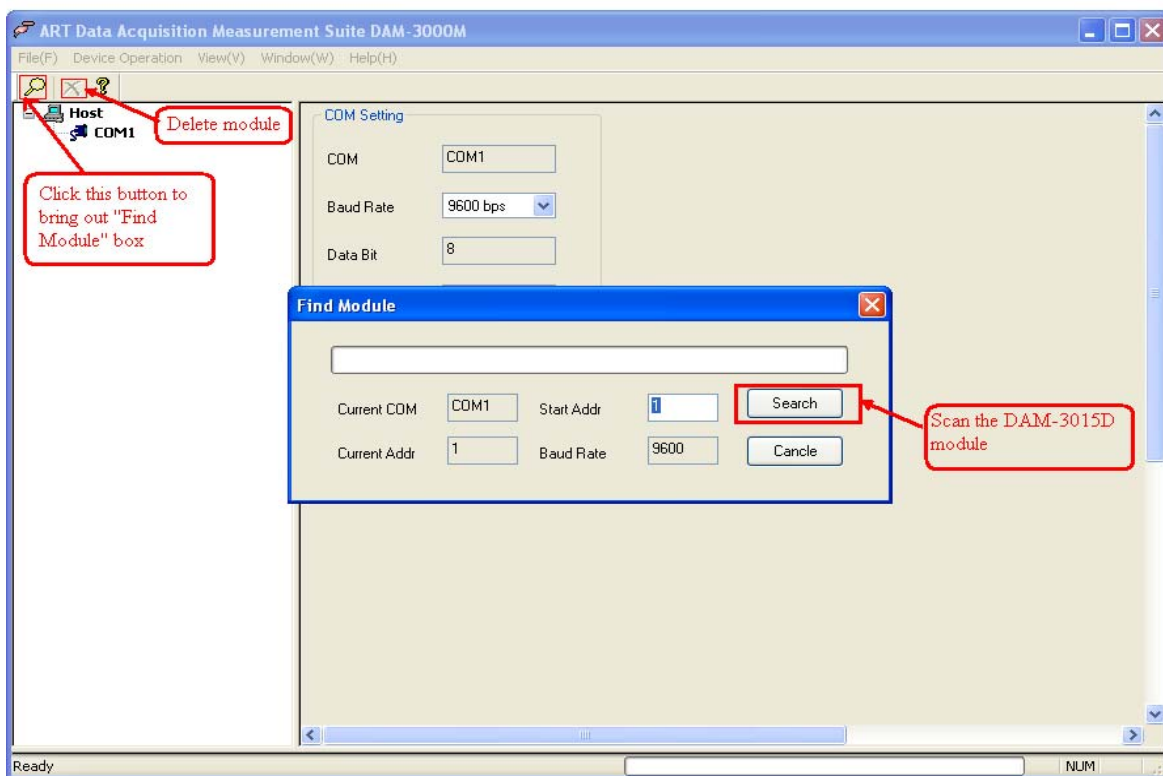 ART Data Acquisition Measurement Suite DAM-3000M
File(F) Device Operation View(V) Window(W) Help(H)
Host
COM1
Delete module
Click this button to
bring out "Find
Module" box
COM Setting
COM COM1
Baud Rate 9600 bps
Data Bit 8
Find Module
Current COM COM1 Start Addr 1 Search
Current Addr 1 Baud Rate 9600 Cancle
Scan the DAM-3015D
module
Ready NUM